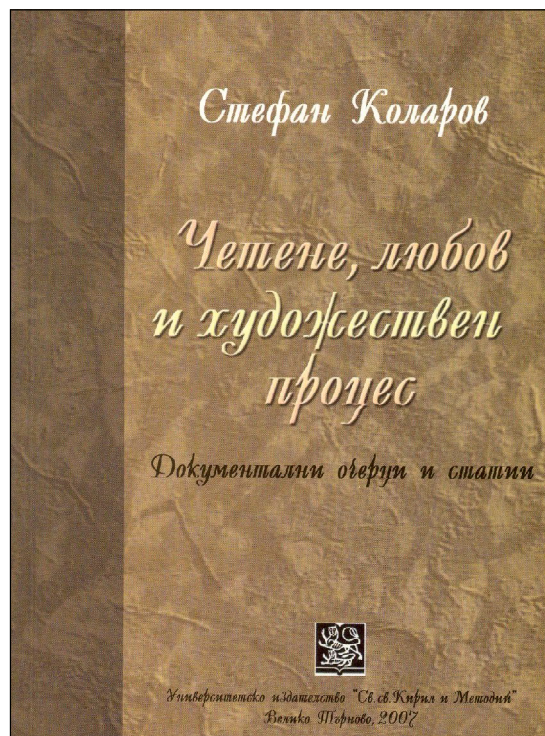 Стефан Коларов
Четене, любов
и художествен
процес
Документални очерци и статии
Университетско издателство "Св. св. Кирил и Методий"
Велико Търново, 2007